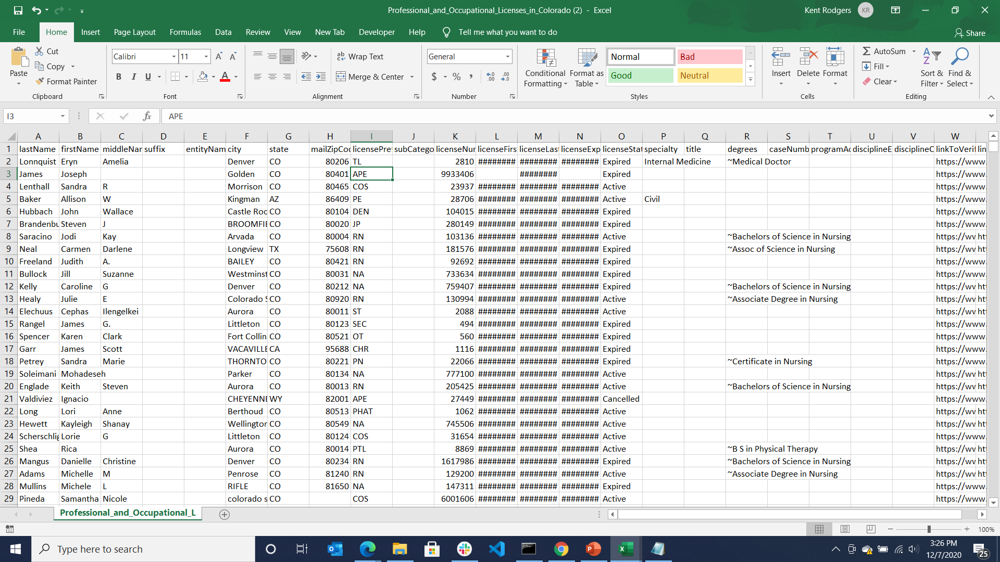 Professional_and_Occupational_Licenses_in_Colorado (2) - Excel
Kent Rodgers KR
File Home Insert Page Layout Formulas Data Review View New Tab Developer Help Tell me what you want to do Share
Paste Cut Copy Format Painter Clipboard
Calibri 11 B I U A Font
Wrap Text Merge & Center Alignment
General $ % , Number
Conditional Formatting Format as Table Normal Bad Good Neutral Styles
Insert Delete Format Cells
AutoSum Fill Clear Sort & Filter Find & Select Editing
I3 fx APE
A B C D E F G H I J K L M N O P Q R S T U V W
1 lastName firstName middleNar suffix entityNam city state mailZipCod licensePre subCatego licenseNur licenseFirs licenseLas licenseExp licenseStat specialty title degrees caseNumb programAc disciplineE disciplineC linkToVerif lin
2 Lonnquist Eryn Amelia Denver CO 80206 TL 2810 ######## ######## ######## Expired Internal Medicine ~Medical Doctor https://www.
3 James Joseph Golden CO 80401 APE 9933406 ######## Expired https://www.
4 Lenthall Sandra R Morrison CO 80465 COS 23937 ######## ######## ######## Active https://www.
5 Baker Allison W Kingman AZ 86409 PE 28706 ######## ######## ######## Active Civil https://www.
6 Hubbach John Wallace Castle Roc CO 80104 DEN 104015 ######## ######## ######## Expired https://www.
7 Brandenbu Steven J BROOMFIE CO 80020 JP 280149 ######## ######## ######## Expired https://www.
8 Saracino Jodi Kay Arvada CO 80004 RN 103136 ######## ######## ######## Active ~Bachelors of Science in Nursing https://wv htt
9 Neal Carmen Darlene Longview TX 75608 RN 181576 ######## ######## ######## Expired ~Assoc of Science in Nursing https://wv htt
10 Freeland Judith A. BAILEY CO 80421 RN 92692 ######## ######## ######## Expired https://www.
11 Bullock Jill Suzanne Westminst CO 80031 NA 733634 ######## ######## ######## Expired https://www.
12 Kelly Caroline G Denver CO 80212 NA 759407 ######## ######## ######## Expired ~Bachelors of Science in Nursing https://wv htt
13 Healy Julie E Colorado S CO 80920 RN 130994 ######## ######## ######## Active ~Associate Degree in Nursing https://wv htt
14 Elechuus Cephas Ilengelkei Aurora CO 80011 ST 2088 ######## ######## ######## Active https://wv htt
15 Rangel James G. Littleton CO 80123 SEC 494 ######## ######## ######## Expired https://www.
16 Spencer Karen Clark Fort Collin CO 80521 OT 560 ######## ######## ######## Expired https://www.
17 Garr James Scott VACAVILLE CA 95688 CHR 1116 ######## ######## ######## Expired https://www.
18 Petrey Sandra Marie THORNTO CO 80221 PN 22066 ######## ######## ######## Expired ~Certificate in Nursing https://www.
19 Soleimani Mohadeseh Parker CO 80134 NA 777100 ######## ######## ######## Active https://wv htt
20 Englade Keith Steven Aurora CO 80013 RN 205425 ######## ######## ######## Active ~Bachelors of Science in Nursing https://wv htt
21 Valdiviez Ignacio CHEYENNE WY 82001 APE 27449 ######## ######## ######## Cancelled https://www.
22 Long Lori Anne Berthoud CO 80513 PHAT 1062 ######## ######## ######## Active https://wv htt
23 Hewett Kayleigh Shanay Wellington CO 80549 NA 745506 ######## ######## ######## Active https://wv htt
24 Scherschlig Lorie G Littleton CO 80124 COS 31654 ######## ######## ######## Active https://www.
25 Shea Rica Aurora CO 80014 PTL 8869 ######## ######## ######## Active ~B S in Physical Therapy https://wv htt
26 Mangus Danielle Christine Denver CO 80234 RN 1617986 ######## ######## ######## Expired ~Bachelors of Science in Nursing https://wv htt
27 Adams Michelle M Penrose CO 81240 RN 129200 ######## ######## ######## Active ~Associate Degree in Nursing https://wv htt
28 Mullins Michele L RIFLE CO 81650 NA 147311 ######## ######## ######## Expired https://www.
29 Pineda Samantha Nicole colorado s CO COS 6001606 ######## ######## ######## Active https://www.
Professional_and_Occupational_L
100%
Type here to search
3:26 PM
12/7/2020
25